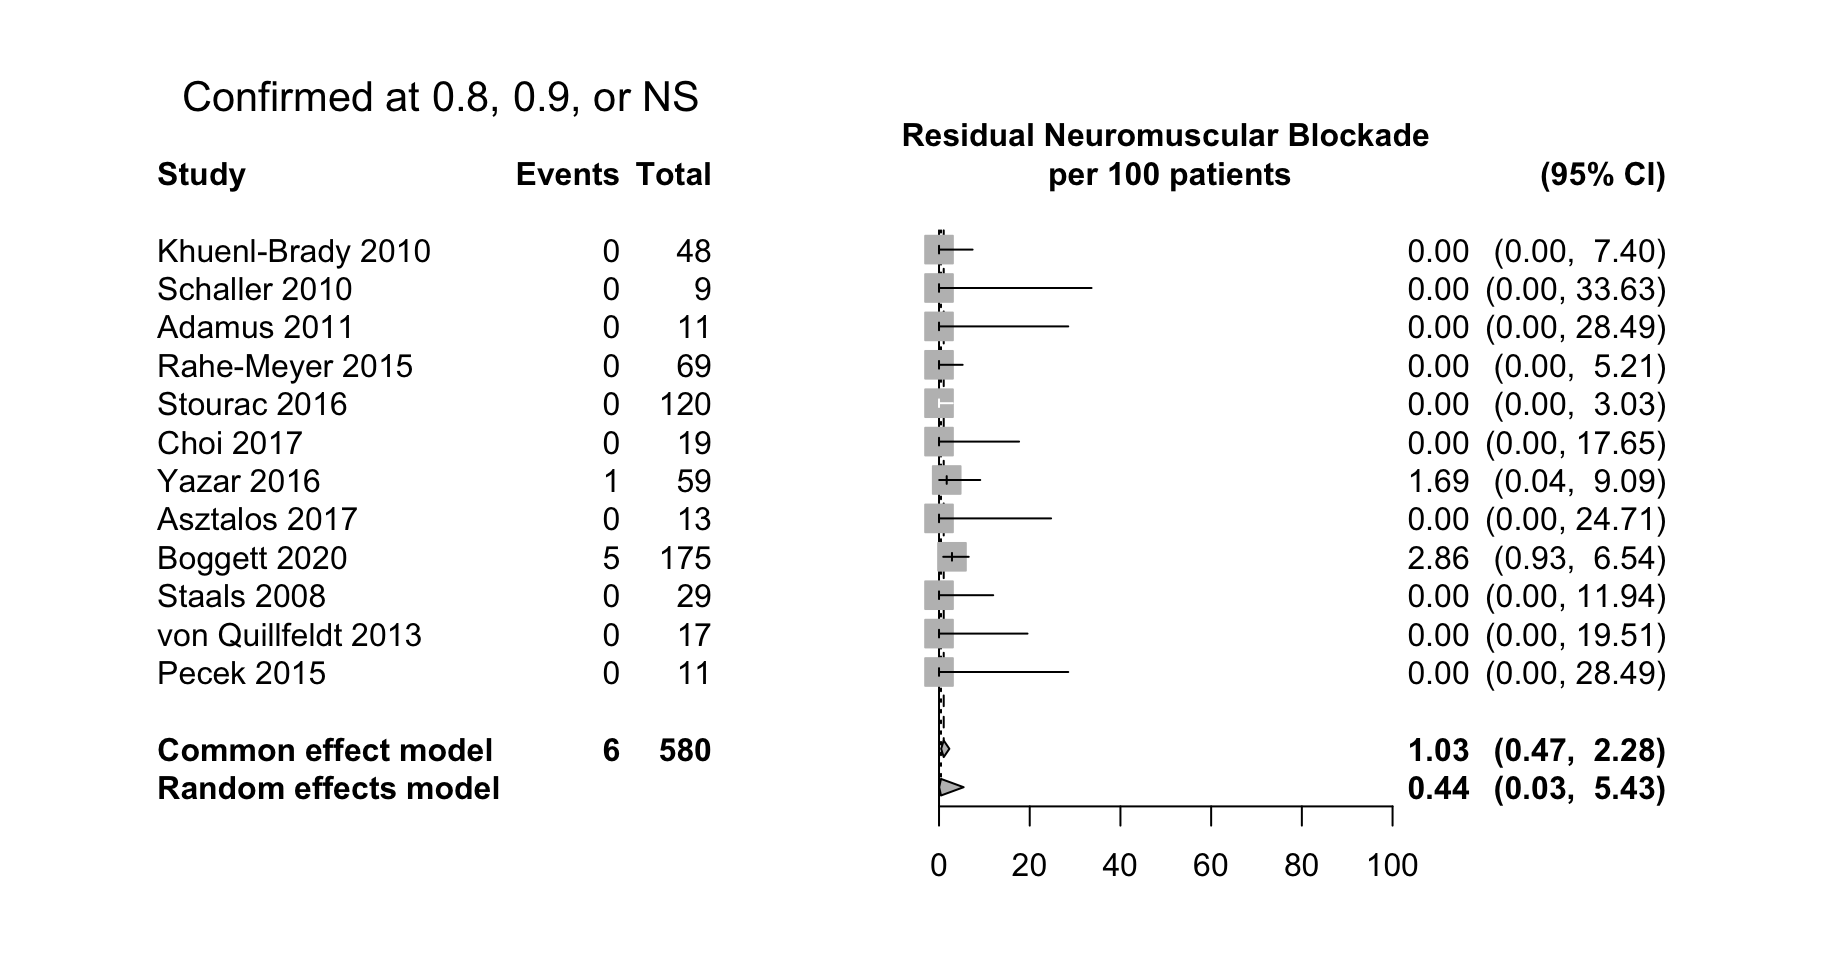 Confirmed at 0.8, 0.9, or NS
Residual Neuromuscular Blockade
Study Events Total per 100 patients (95% CI)
Khuenl-Brady 2010 0 48 0.00 (0.00, 7.40)
Schaller 2010 0 9 0.00 (0.00, 33.63)
Adamus 2011 0 11 0.00 (0.00, 28.49)
Rahe-Meyer 2015 0 69 0.00 (0.00, 5.21)
Stourac 2016 0 120 0.00 (0.00, 3.03)
Choi 2017 0 19 0.00 (0.00, 17.65)
Yazar 2016 1 59 1.69 (0.04, 9.09)
Asztalos 2017 0 13 0.00 (0.00, 24.71)
Boggett 2020 5 175 2.86 (0.93, 6.54)
Staals 2008 0 29 0.00 (0.00, 11.94)
von Quillfeldt 2013 0 17 0.00 (0.00, 19.51)
Pecek 2015 0 11 0.00 (0.00, 28.49)
Common effect model 6 580 1.03 (0.47, 2.28)
Random effects model 0.44 (0.03, 5.43)
0 20 40 60 80 100